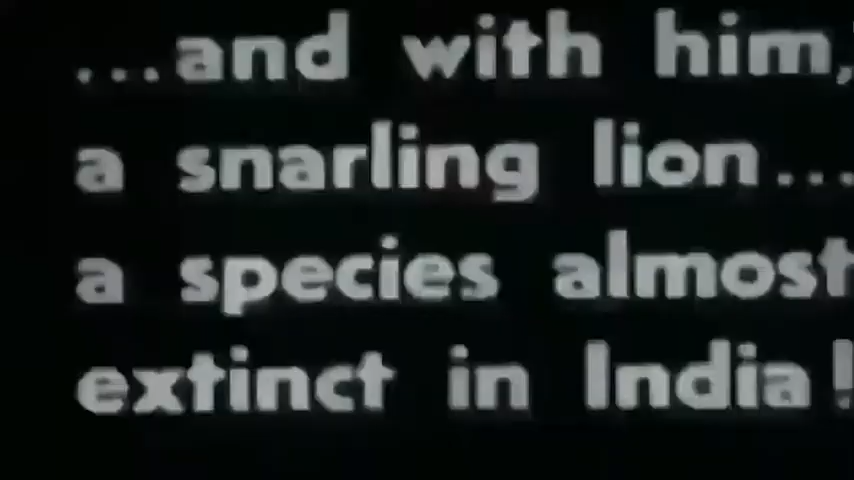 ...and with him,
a snarling lion...
a species almost
extinct in India!